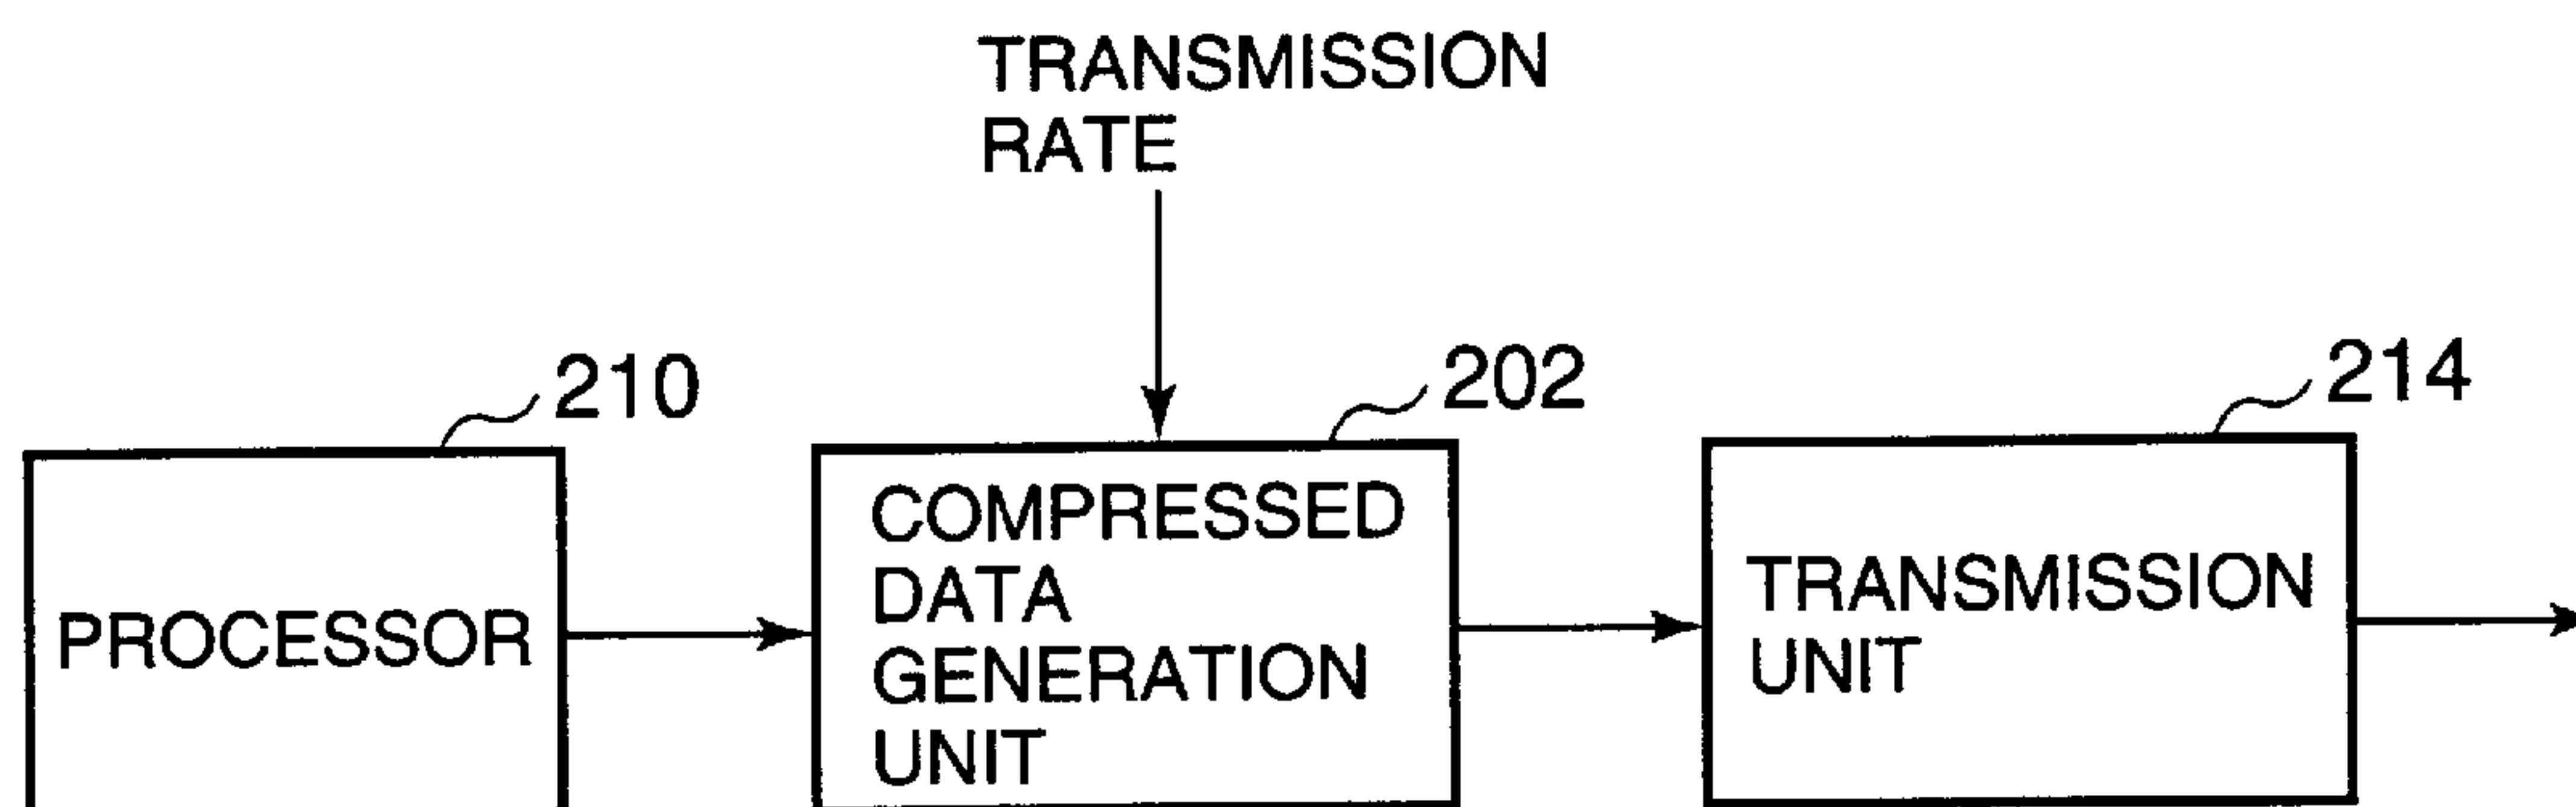 TRANSMISSION
RATE
210
202
214
PROCESSOR
COMPRESSED
DATA
GENERATION
UNIT
TRANSMISSION
UNIT